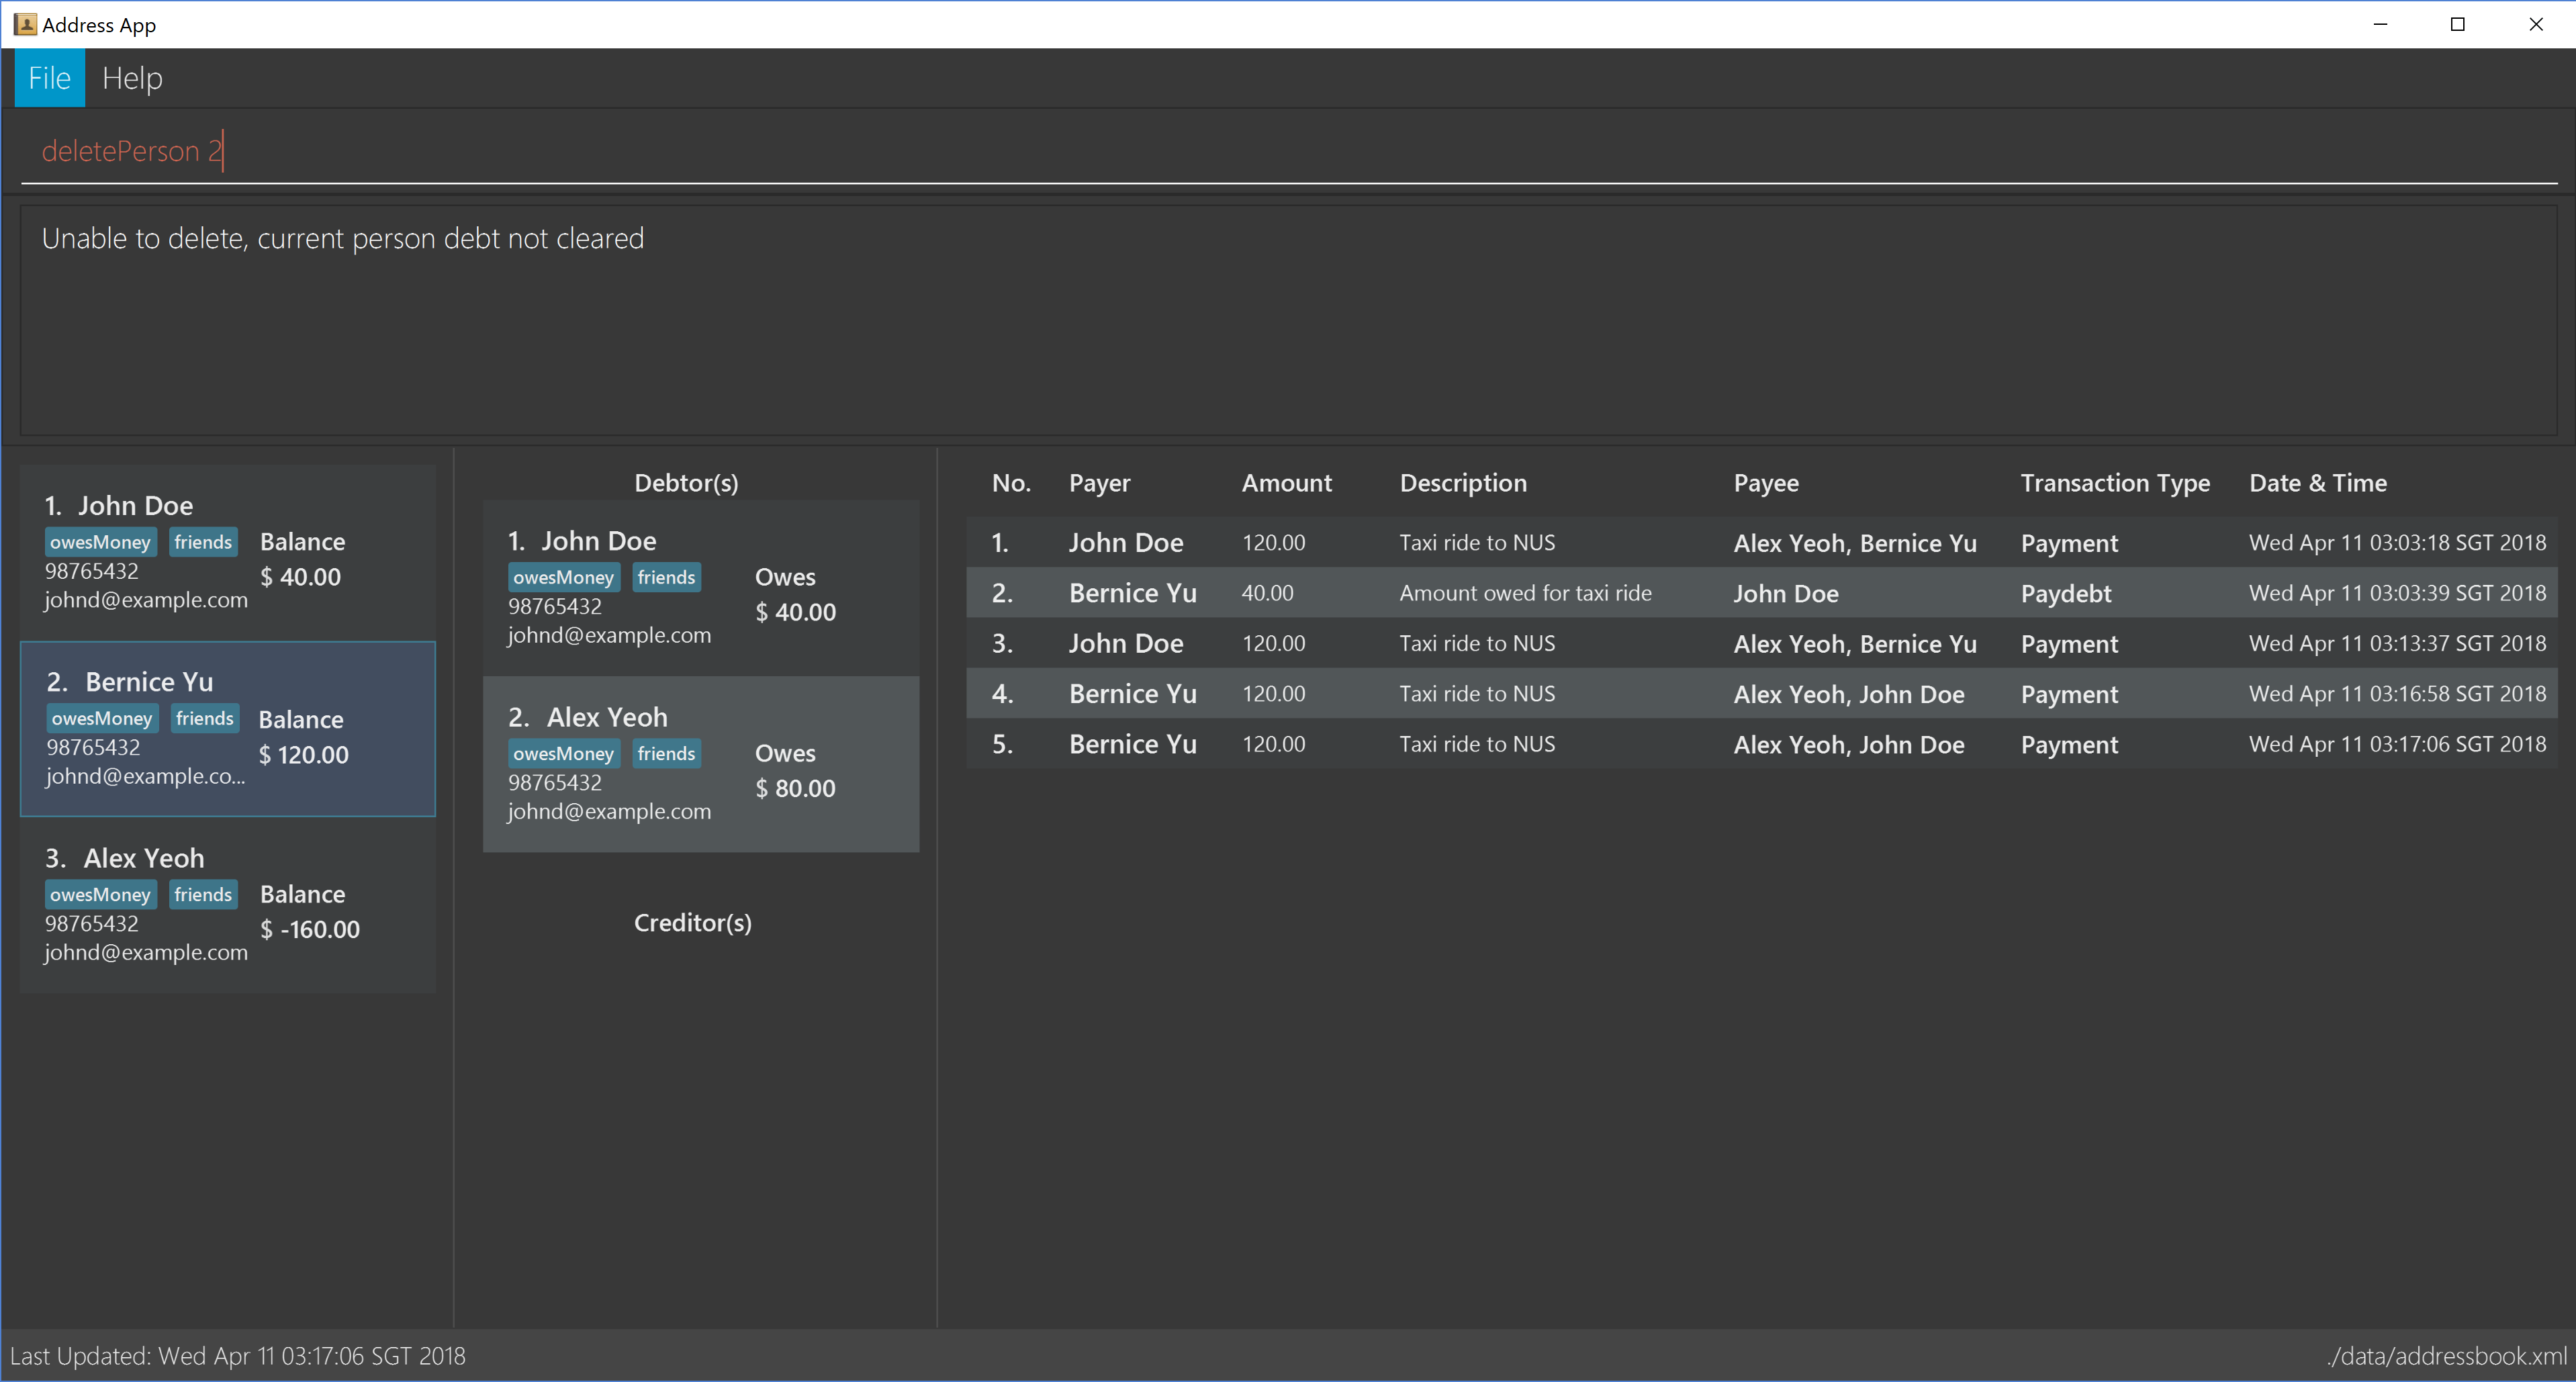 Address App
File Help
deletePerson 2
Unable to delete, current person debt not cleared
1. John Doe
owesMoney friends Balance
98765432 $ 40.00
johnd@example.com
2. Bernice Yu
owesMoney friends Balance
98765432 $ 120.00
johnd@example.co...
3. Alex Yeoh
owesMoney friends Balance
98765432 $ -160.00
johnd@example.com
Debtor(s)
1. John Doe
owesMoney friends Owes
98765432 $ 40.00
johnd@example.com
2. Alex Yeoh
owesMoney friends Owes
98765432 $ 80.00
johnd@example.com
Creditor(s)
No. Payer Amount Description Payee Transaction Type Date & Time
1. John Doe 120.00 Taxi ride to NUS Alex Yeoh, Bernice Yu Payment Wed Apr 11 03:03:18 SGT 2018
2. Bernice Yu 40.00 Amount owed for taxi ride John Doe Paydebt Wed Apr 11 03:03:39 SGT 2018
3. John Doe 120.00 Taxi ride to NUS Alex Yeoh, Bernice Yu Payment Wed Apr 11 03:13:37 SGT 2018
4. Bernice Yu 120.00 Taxi ride to NUS Alex Yeoh, John Doe Payment Wed Apr 11 03:16:58 SGT 2018
5. Bernice Yu 120.00 Taxi ride to NUS Alex Yeoh, John Doe Payment Wed Apr 11 03:17:06 SGT 2018
Last Updated: Wed Apr 11 03:17:06 SGT 2018 ./data/addressbook.xml